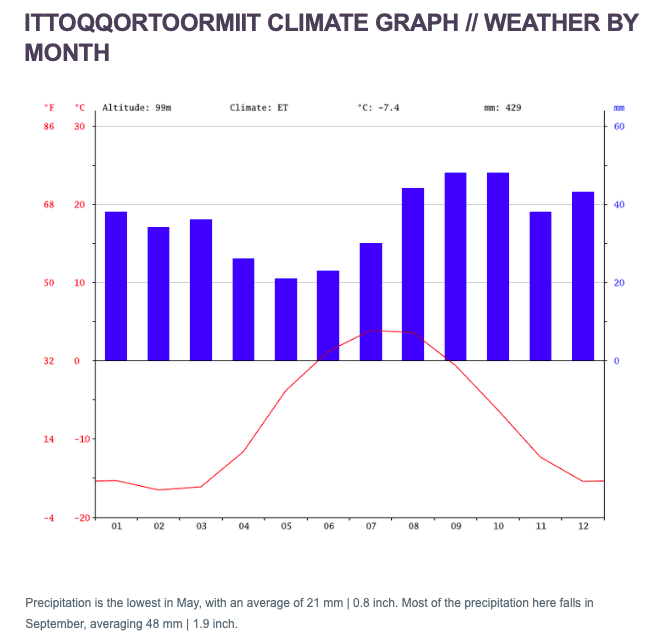 ITTOQQORTOORMIIT CLIMATE GRAPH // WEATHER BY
MONTH
°F °C Altitude: 99m Climate: ET °C: -7.4 mm: 429 mm
86 30 60
68 20 40
50 10 20
32 0 0
14 -10
-4 -20
01 02 03 04 05 06 07 08 09 10 11 12
Precipitation is the lowest in May, with an average of 21 mm | 0.8 inch. Most of the precipitation here falls in
September, averaging 48 mm | 1.9 inch.